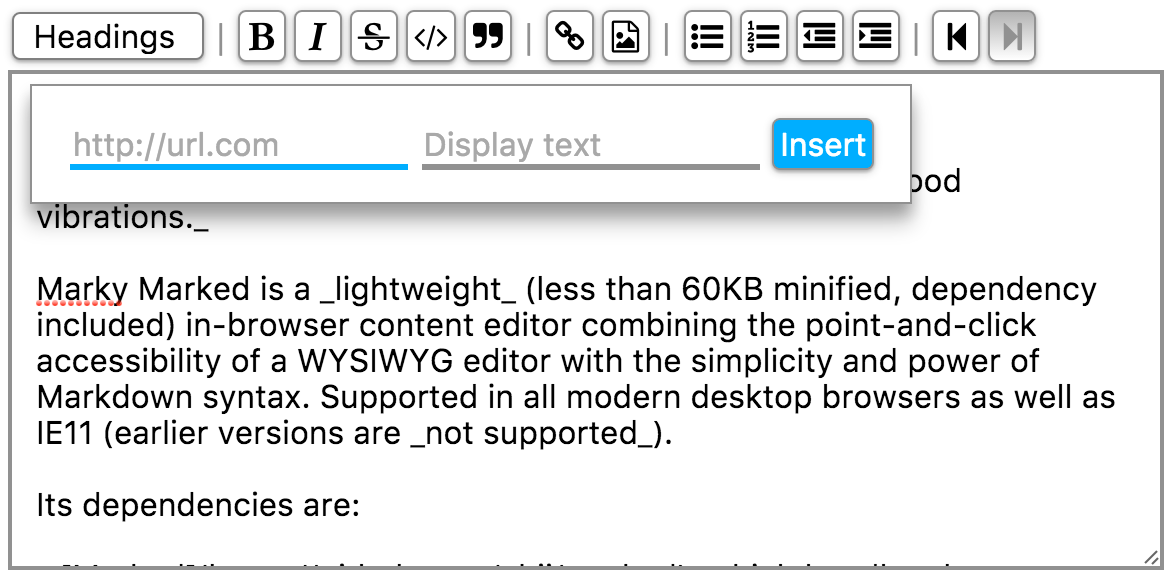 Headings | B I S </> ❞ | | 1 2 3 |
http://url.com Display text Insert
vibrations._
Marky Marked is a _lightweight_ (less than 60KB minified, dependency
included) in-browser content editor combining the point-and-click
accessibility of a WYSIWYG editor with the simplicity and power of
Markdown syntax. Supported in all modern desktop browsers as well as
IE11 (earlier versions are _not supported_).
Its dependencies are: